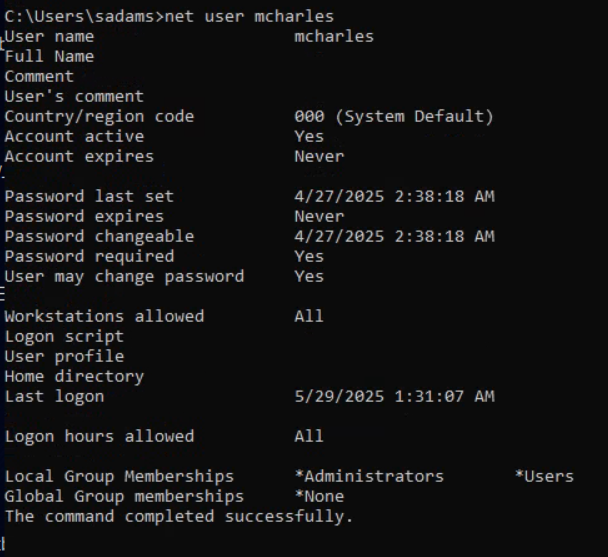 C:\Users\sadams>net user mcharles
User name                    mcharles
Full Name
Comment
User's comment
Country/region code          000 (System Default)
Account active               Yes
Account expires              Never

Password last set            4/27/2025 2:38:18 AM
Password expires             Never
Password changeable          4/27/2025 2:38:18 AM
Password required            Yes
User may change password     Yes

Workstations allowed         All
Logon script
User profile
Home directory
Last logon                   5/29/2025 1:31:07 AM

Logon hours allowed          All

Local Group Memberships      *Administrators       *Users
Global Group memberships     *None
The command completed successfully.